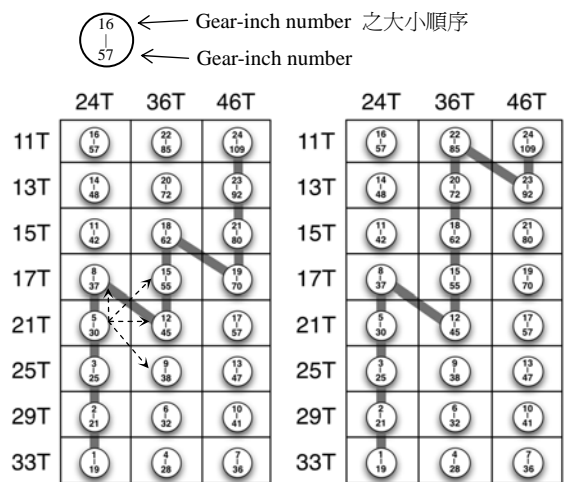 16
57
Gear-inch number 之大小順序
Gear-inch number
24T 36T 46T 24T 36T 46T
11T 16 57 22 85 24 109 11T 16 57 22 85 24 109
13T 14 48 20 72 23 92 13T 14 48 20 72 23 92
15T 11 42 18 62 21 80 15T 11 42 18 62 21 80
17T 8 37 15 55 19 70 17T 8 37 15 55 19 70
21T 5 30 12 45 17 57 21T 5 30 12 45 17 57
25T 3 25 9 38 13 47 25T 3 25 9 38 13 47
29T 2 21 6 32 10 41 29T 2 21 6 32 10 41
33T 1 19 4 28 7 36 33T 1 19 4 28 7 36